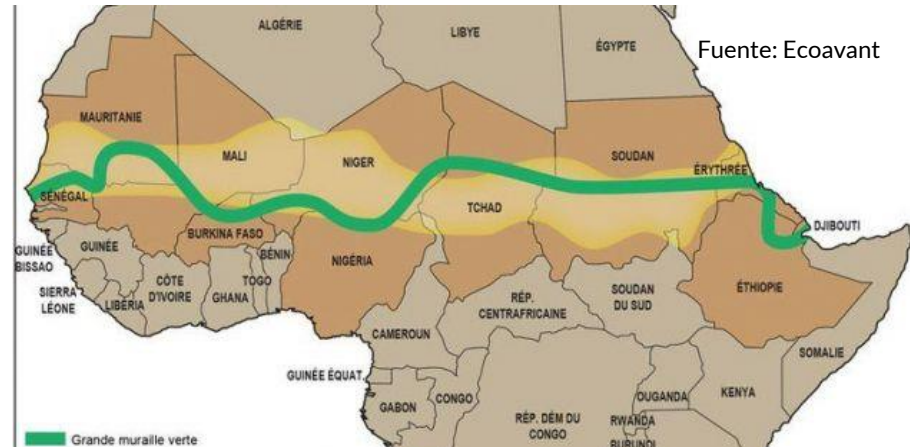 ALGÉRIE
LIBYE
ÉGYPTE
Fuente: Ecoavant
MAURITANIE
MALI
NIGER
SOUDAN
ÉRYTHRÉE
SÉNÉGAL
TCHAD
DJIBOUTI
BURKINA FASO
GUINÉE
BISSAO
GUINÉE
BÉNIN
NIGÉRIA
SIERRA
LÉONE
LIBÉRIA
CÔTE
D'IVOIRE
GHANA
TOGO
RÉP.
CENTRAFRICAINE
SOUDAN
DU SUD
ÉTHIOPIE
CAMEROUN
SOMALIE
GUINÉE ÉQUAT.
GABON
CONGO
RÉP. DÉM DU
CONGO
OUGANDA
KENYA
RWANDA
BURUNDI
Grande muraille verte